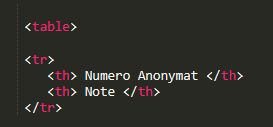 <table>
<tr>
<th> Numero Anonymat </th>
<th> Note </th>
</tr>